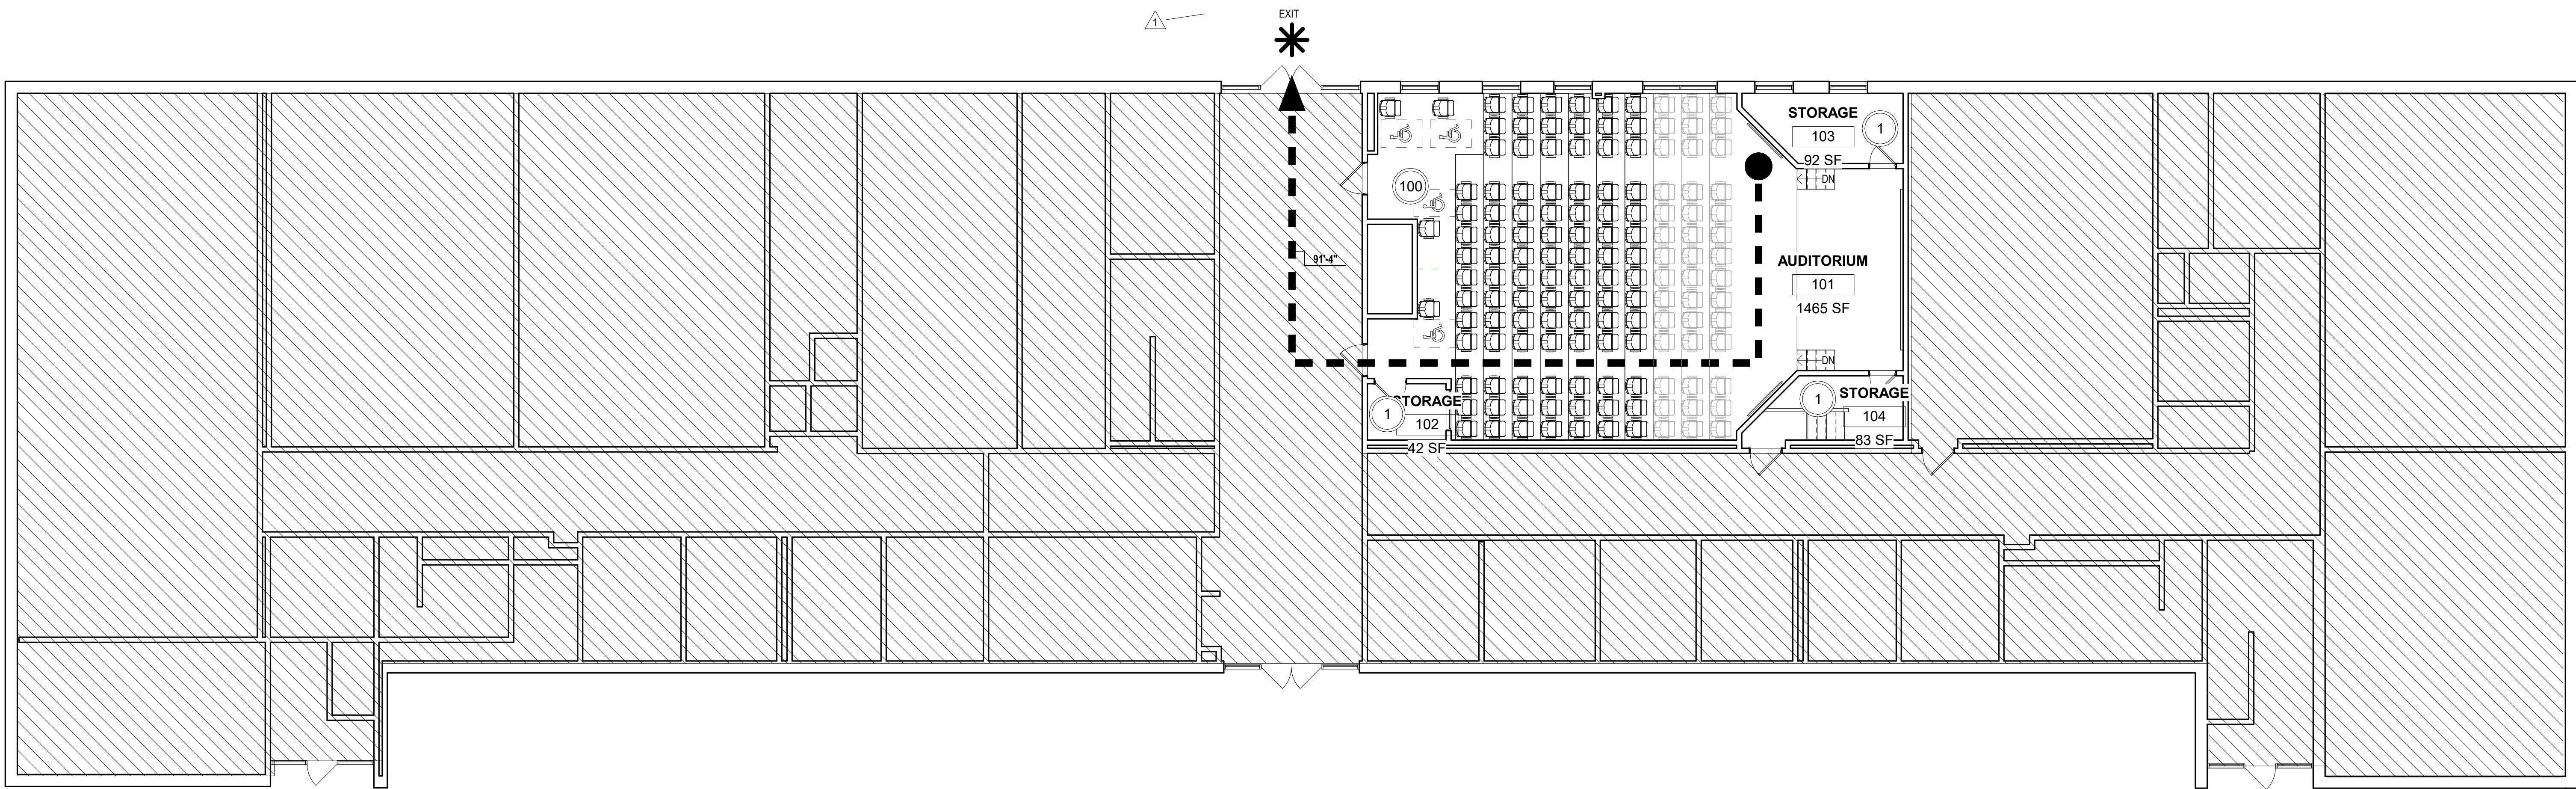 1
EXIT
STORAGE
103
1
92 SF
DN
100
AUDITORIUM
101
1465 SF
91'-4"
DN
STORAGE
102
1
42 SF
STORAGE
104
1
83 SF